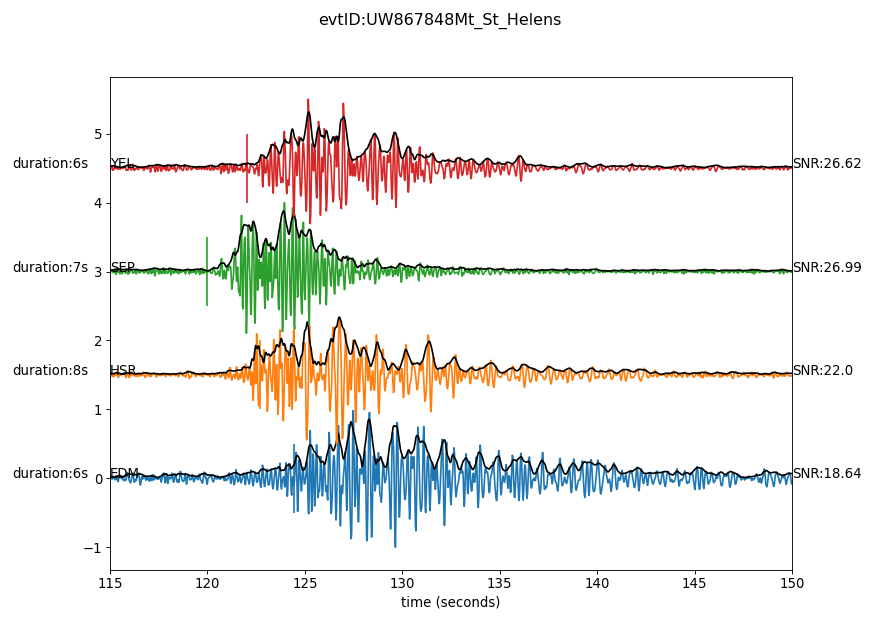 evtID:UW867848Mt_St_Helens
5
duration:6s YEL SNR:26.62
4
duration:7s SEP SNR:26.99
3
2
duration:8s HSR SNR:22.0
1
duration:6s EDM SNR:18.64
0
−1
115 120 125 130 135 140 145 150
time (seconds)